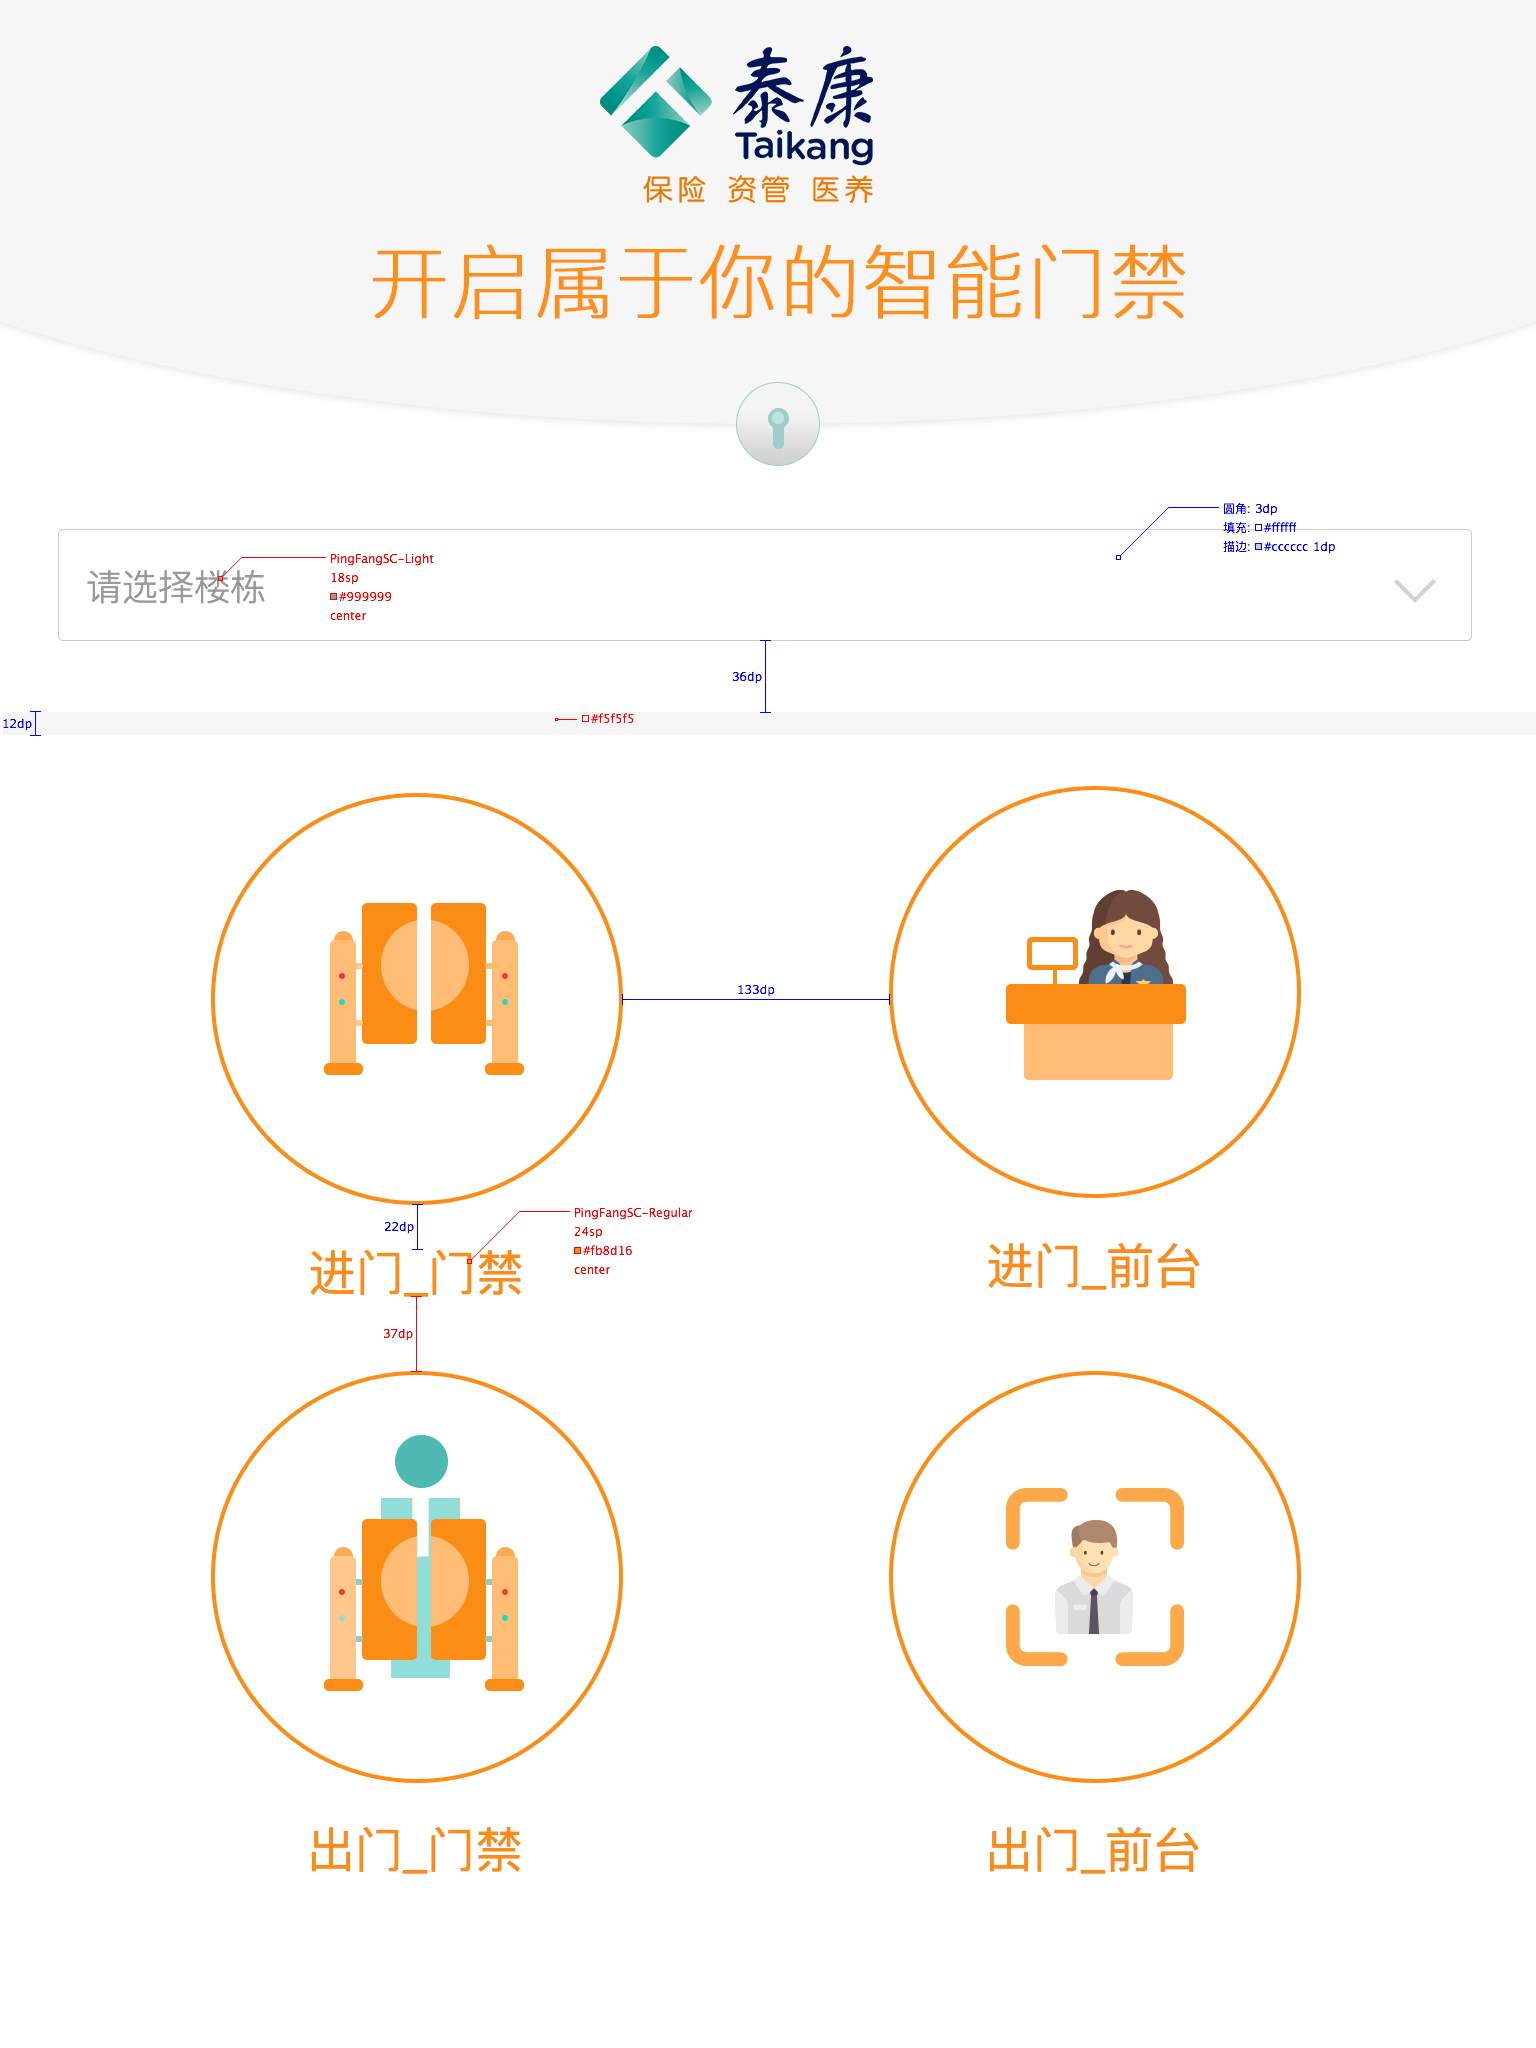 泰康
Taikang
保险 资管 医养
开启属于你的智能门禁
圆角: 3dp
填充: #ffffff
描边: #cccccc 1dp
请选择楼栋
PingFangSC-Light
18sp
#999999
center
36dp
12dp
#f5f5f5
133dp
22dp
PingFangSC-Regular
24sp
#fb8d16
center
进门_门禁
进门_前台
37dp
出门_门禁
出门_前台